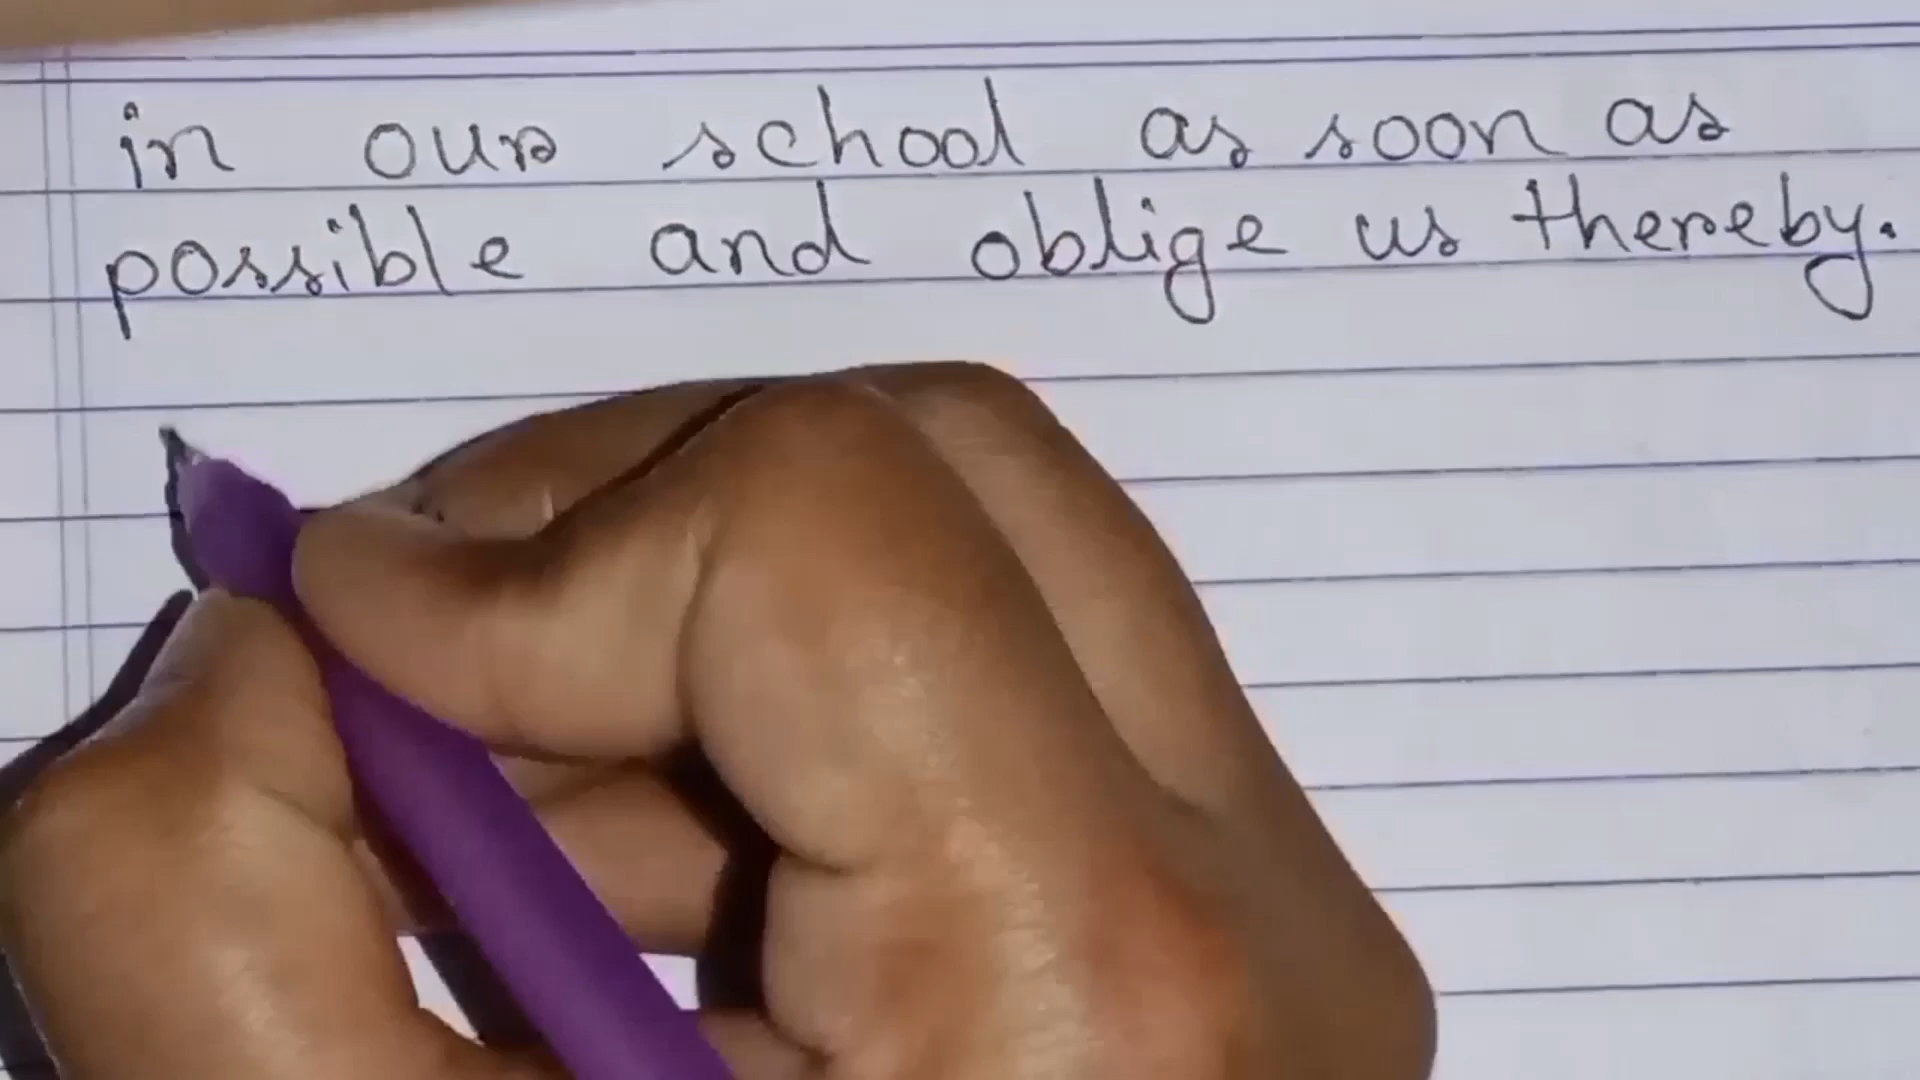 in our school as soon as
possible and oblige us thereby.